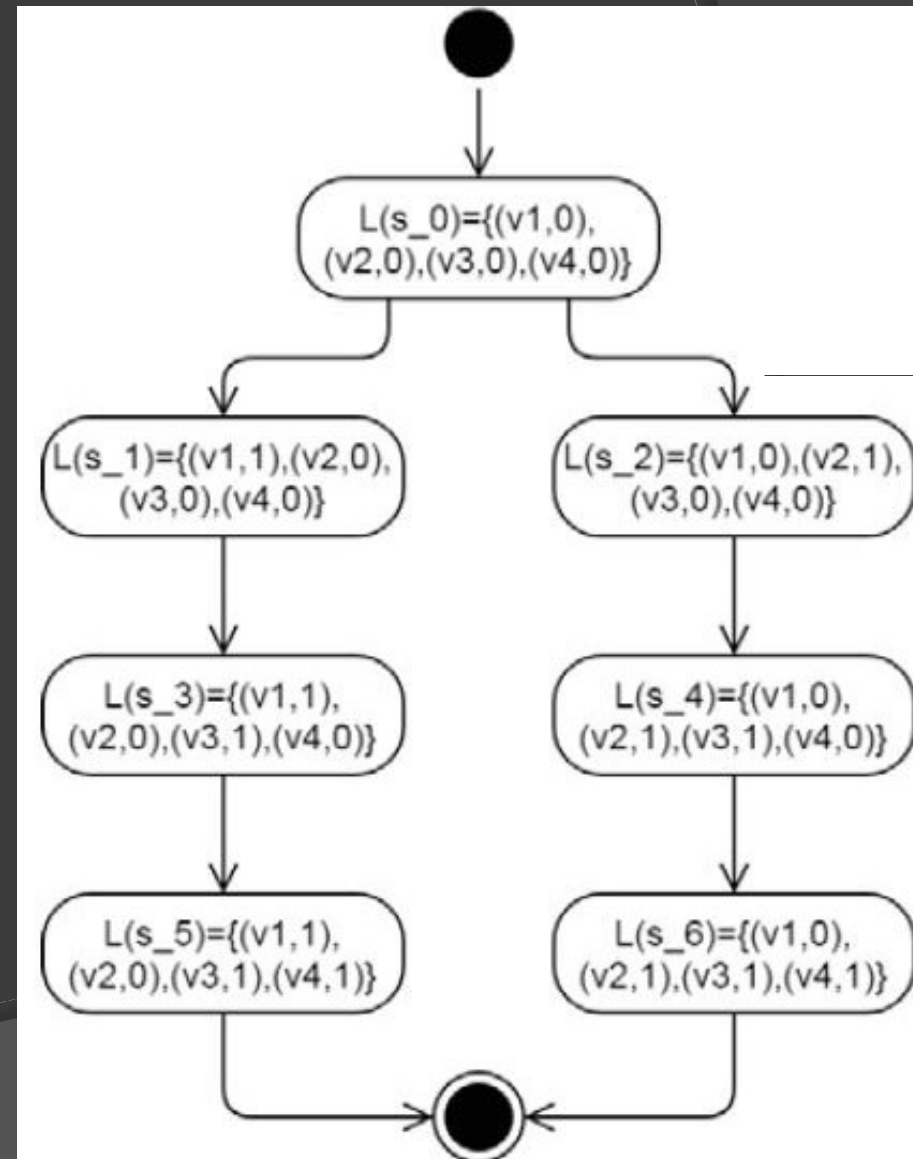 L(s_0)={(v1,0),
(v2,0),(v3,0),(v4,0)}
L(s_1)={(v1,1),(v2,0),
(v3,0),(v4,0)}
L(s_2)={(v1,0),(v2,1),
(v3,0),(v4,0)}
L(s_3)={(v1,1),
(v2,0),(v3,1),(v4,0)}
L(s_4)={(v1,0),
(v2,1),(v3,1),(v4,0)}
L(s_5)={(v1,1),
(v2,0),(v3,1),(v4,1)}
L(s_6)={(v1,0),
(v2,1),(v3,1),(v4,1)}